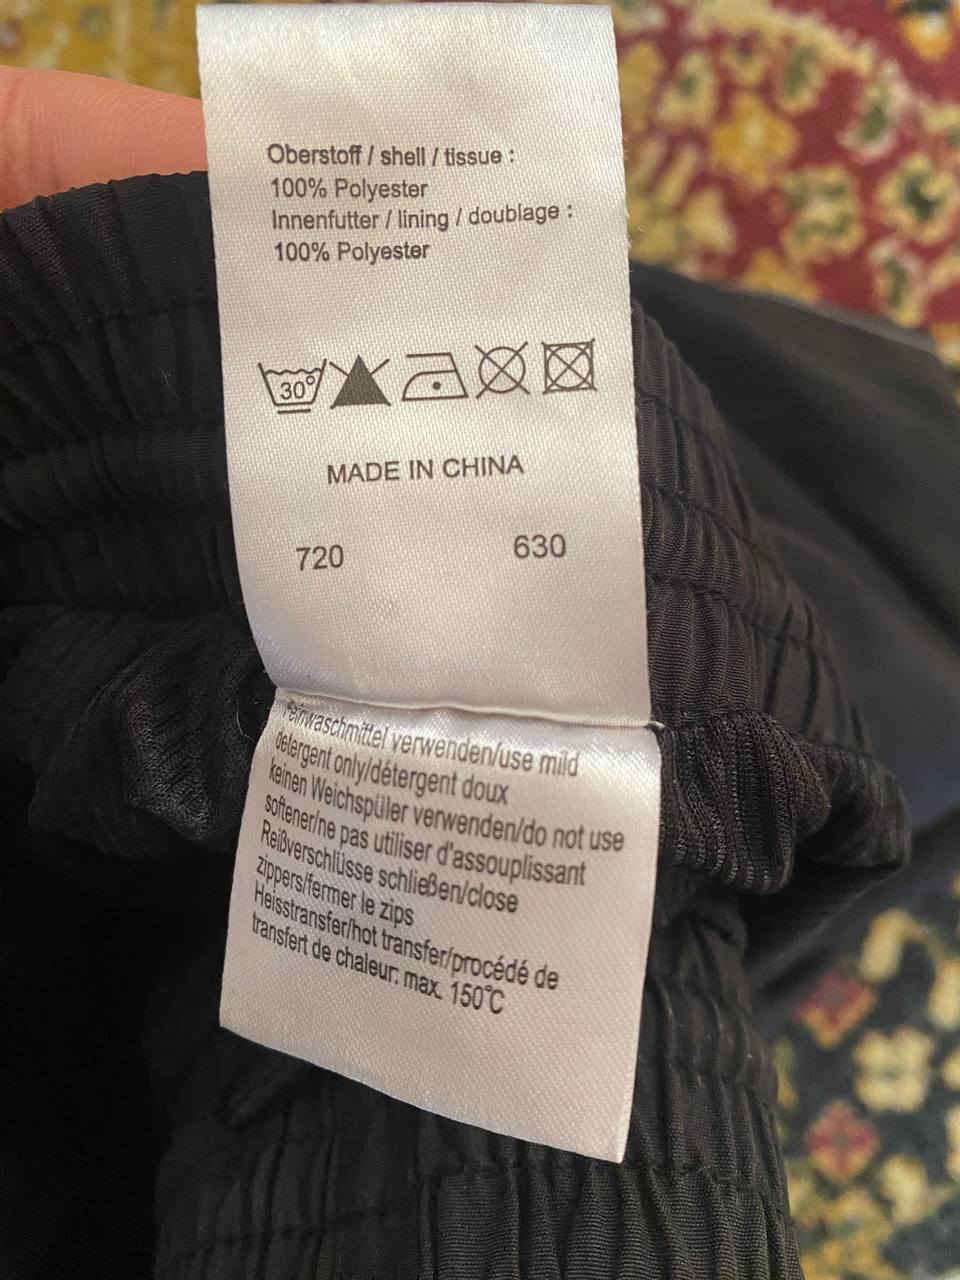 Oberstoff / shell / tissue :
100% Polyester
Innenfutter / lining / doublage :
100% Polyester
30°
MADE IN CHINA
720 630
Feinwaschmittel verwenden/use mild
detergent only/détergent doux
keinen Weichspüler verwenden/do not use
softener/ne pas utiliser d'assouplissant
Reißverschlüsse schließen/close
zippers/fermer le zips
Heisstransfer/hot transfer/procédé de
transfert de chaleur: max. 150°C